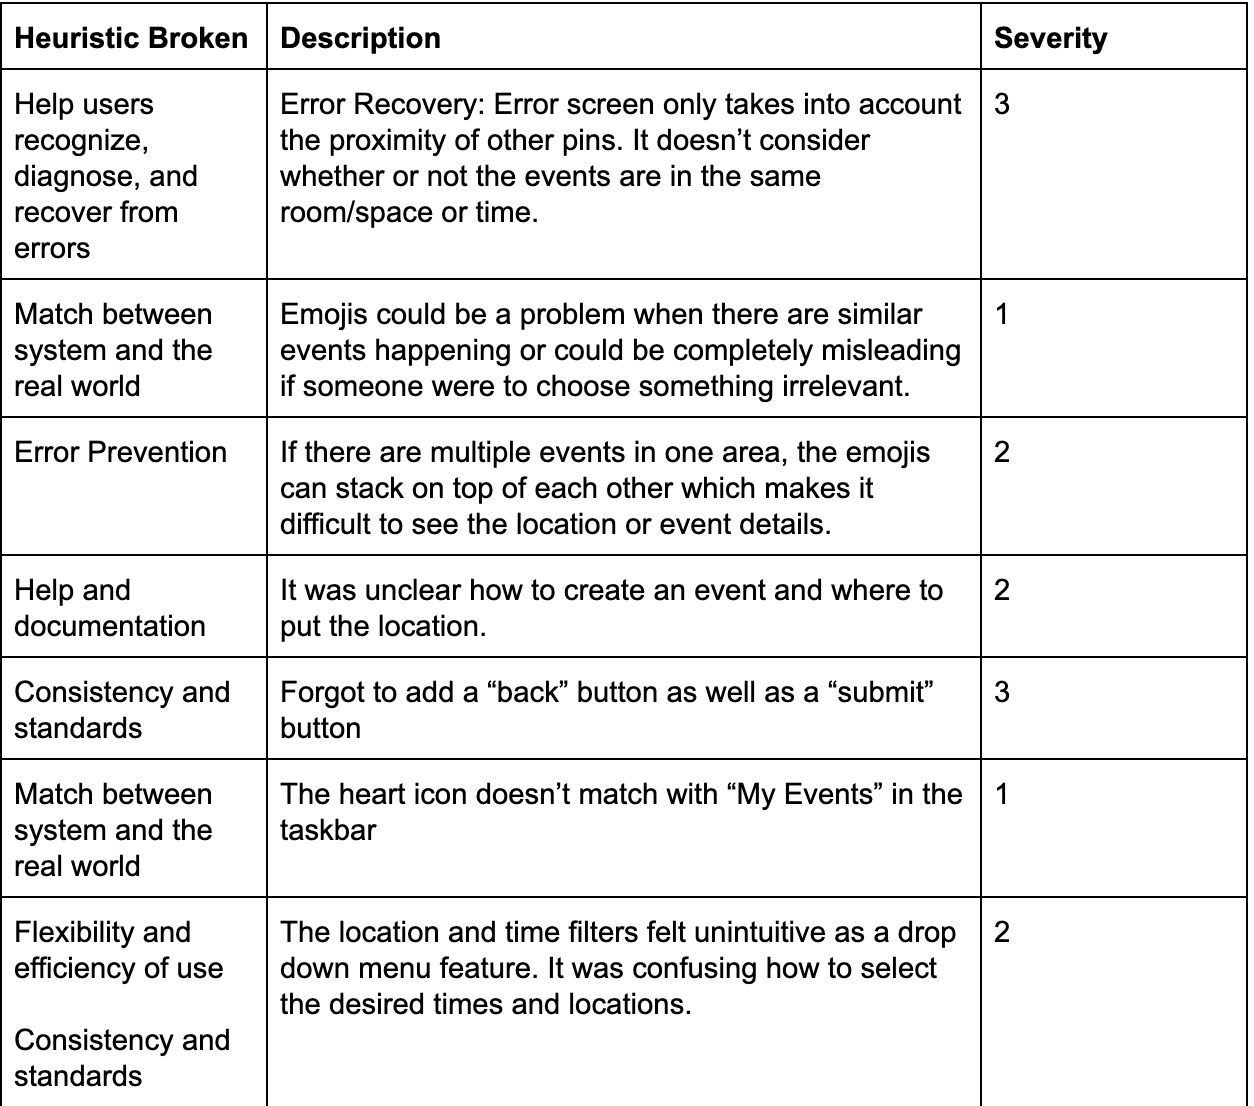 Heuristic Broken
Description
Severity
Help users
recognize,
diagnose, and
recover from
errors
Error Recovery: Error screen only takes into account
the proximity of other pins. It doesn’t consider
whether or not the events are in the same
room/space or time.
3
Match between
system and the
real world
Emojis could be a problem when there are similar
events happening or could be completely misleading
if someone were to choose something irrelevant.
1
Error Prevention
If there are multiple events in one area, the emojis
can stack on top of each other which makes it
difficult to see the location or event details.
2
Help and
documentation
It was unclear how to create an event and where to
put the location.
2
Consistency and
standards
Forgot to add a “back” button as well as a “submit”
button
3
Match between
system and the
real world
The heart icon doesn’t match with “My Events” in the
taskbar
1
Flexibility and
efficiency of use
Consistency and
standards
The location and time filters felt unintuitive as a drop
down menu feature. It was confusing how to select
the desired times and locations.
2